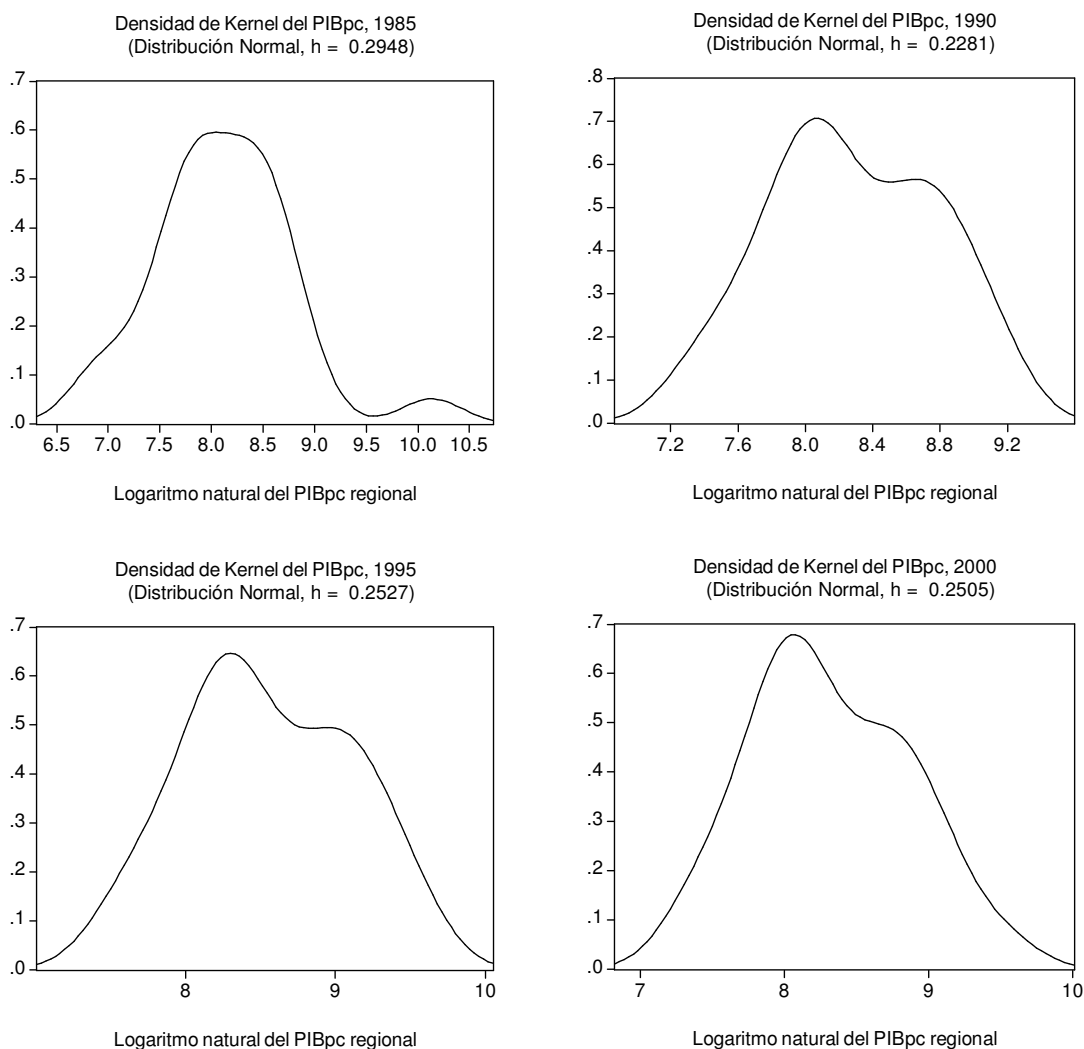 Densidad de Kernel del PIBpc, 1985
(Distribución Normal, h = 0.2948)
.7
.6
.5
.4
.3
.2
.1
.0
6.5 7.0 7.5 8.0 8.5 9.0 9.5 10.0 10.5
Logaritmo natural del PIBpc regional
Densidad de Kernel del PIBpc, 1990
(Distribución Normal, h = 0.2281)
.8
.7
.6
.5
.4
.3
.2
.1
.0
7.2 7.6 8.0 8.4 8.8 9.2
Logaritmo natural del PIBpc regional
Densidad de Kernel del PIBpc, 1995
(Distribución Normal, h = 0.2527)
.7
.6
.5
.4
.3
.2
.1
.0
8 9 10
Logaritmo natural del PIBpc regional
Densidad de Kernel del PIBpc, 2000
(Distribución Normal, h = 0.2505)
.7
.6
.5
.4
.3
.2
.1
.0
7 8 9 10
Logaritmo natural del PIBpc regional